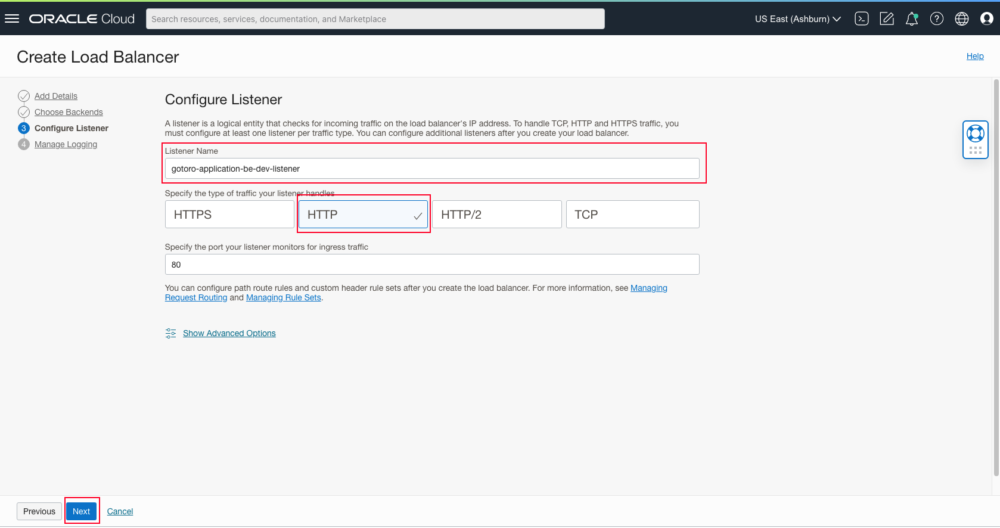 ORACLE Cloud
Search resources, services, documentation, and Marketplace
US East (Ashburn)
Create Load Balancer
Help
Add Details
Choose Backends
3 Configure Listener
4 Manage Logging
Configure Listener
A listener is a logical entity that checks for incoming traffic on the load balancer's IP address. To handle TCP, HTTP and HTTPS traffic, you
must configure at least one listener per traffic type. You can configure additional listeners after you create your load balancer.
Listener Name
gotoro-application-be-dev-listener
Specify the type of traffic your listener handles
HTTPS HTTP HTTP/2 TCP
Specify the port your listener monitors for ingress traffic
80
You can configure path route rules and custom header rule sets after you create the load balancer. For more information, see Managing
Request Routing and Managing Rule Sets.
Show Advanced Options
Previous Next Cancel